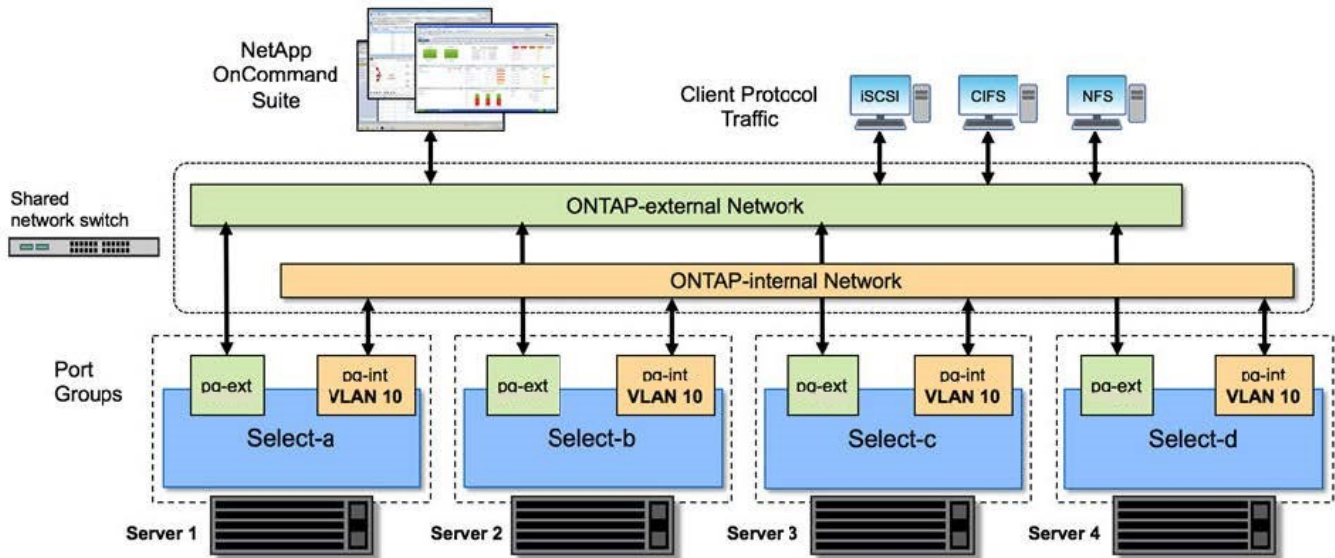 NetApp
OnCommand
Suite
Client Protocol
Traffic
iSCSI
CIFS
NFS
Shared
network switch
ONTAP-external Network
ONTAP-internal Network
Port
Groups
pg-ext
pg-int
VLAN 10
Select-a
pg-ext
pg-int
VLAN 10
Select-b
pg-ext
pg-int
VLAN 10
Select-c
pg-ext
pg-int
VLAN 10
Select-d
Server 1
Server 2
Server 3
Server 4